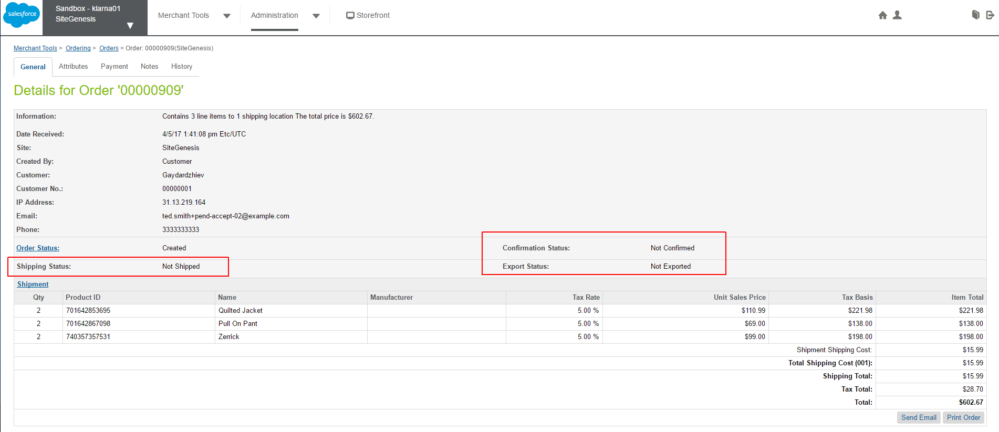 salesforce
Sandbox - klarna01
SiteGenesis
Merchant Tools
Administration
Storefront
Merchant Tools > Ordering > Orders > Order: 00000909(SiteGenesis)
General Attributes Payment Notes History
Details for Order '00000909'
Information: Contains 3 line items to 1 shipping location The total price is $602.67.
Date Received: 4/5/17 1:41:08 pm Etc/UTC
Site: SiteGenesis
Created By: Customer
Customer: Gaydardzhiev
Customer No.: 00000001
IP Address: 31.13.219.164
Email: ted.smith+pend-accept-02@example.com
Phone: 3333333333
Order Status: Created Confirmation Status: Not Confirmed
Shipping Status: Not Shipped Export Status: Not Exported
Shipment
Qty Product ID Name Manufacturer Tax Rate Unit Sales Price Tax Basis Item Total
2 701642853695 Quilted Jacket 5.00 % $110.99 $221.98 $221.98
2 701642867098 Pull On Pant 5.00 % $69.00 $138.00 $138.00
2 740357357531 Zerrick 5.00 % $99.00 $198.00 $198.00
Shipment Shipping Cost: $15.99
Total Shipping Cost (001): $15.99
Shipping Total: $15.99
Tax Total: $28.70
Total: $602.67
Send Email Print Order